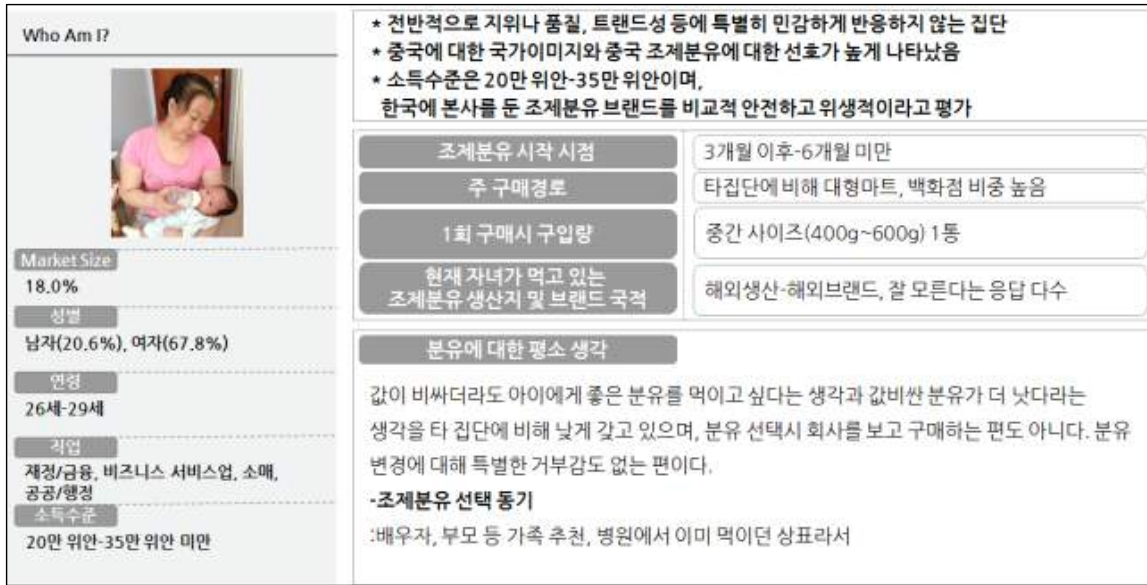 Who Am I?
Market Size
18.0%
성별
남자(20.6%), 여자(67.8%)
연령
26세-29세
직업
재정/금융, 비즈니스 서비스업, 소매,
공공/행정
소득수준
20만 위안-35만 위안 미만
* 전반적으로 지위나 품질, 트랜드성 등에 특별히 민감하게 반응하지 않는 집단
* 중국에 대한 국가이미지와 중국 조제분유에 대한 선호가 높게 나타났음
* 소득수준은 20만 위안-35만 위안이며,
한국에 본사를 둔 조제분유 브랜드를 비교적 안전하고 위생적이라고 평가
조제분유 시작 시점
3개월 이후-6개월 미만
주 구매경로
타집단에 비해 대형마트, 백화점 비중 높음
1회 구매시 구입량
중간 사이즈(400g~600g) 1통
현재 자녀가 먹고 있는
조제분유 생산지 및 브랜드 국적
해외생산-해외브랜드, 잘 모른다는 응답 다수
분유에 대한 평소 생각
값이 비싸더라도 아이에게 좋은 분유를 먹이고 싶다는 생각과 값비싼 분유가 더 낫다라는
생각을 타 집단에 비해 낮게 갖고 있으며, 분유 선택시 회사를 보고 구매하는 편도 아니다. 분유
변경에 대해 특별한 거부감도 없는 편이다.
-조제분유 선택 동기
:배우자, 부모 등 가족 추천, 병원에서 이미 먹이던 상표라서